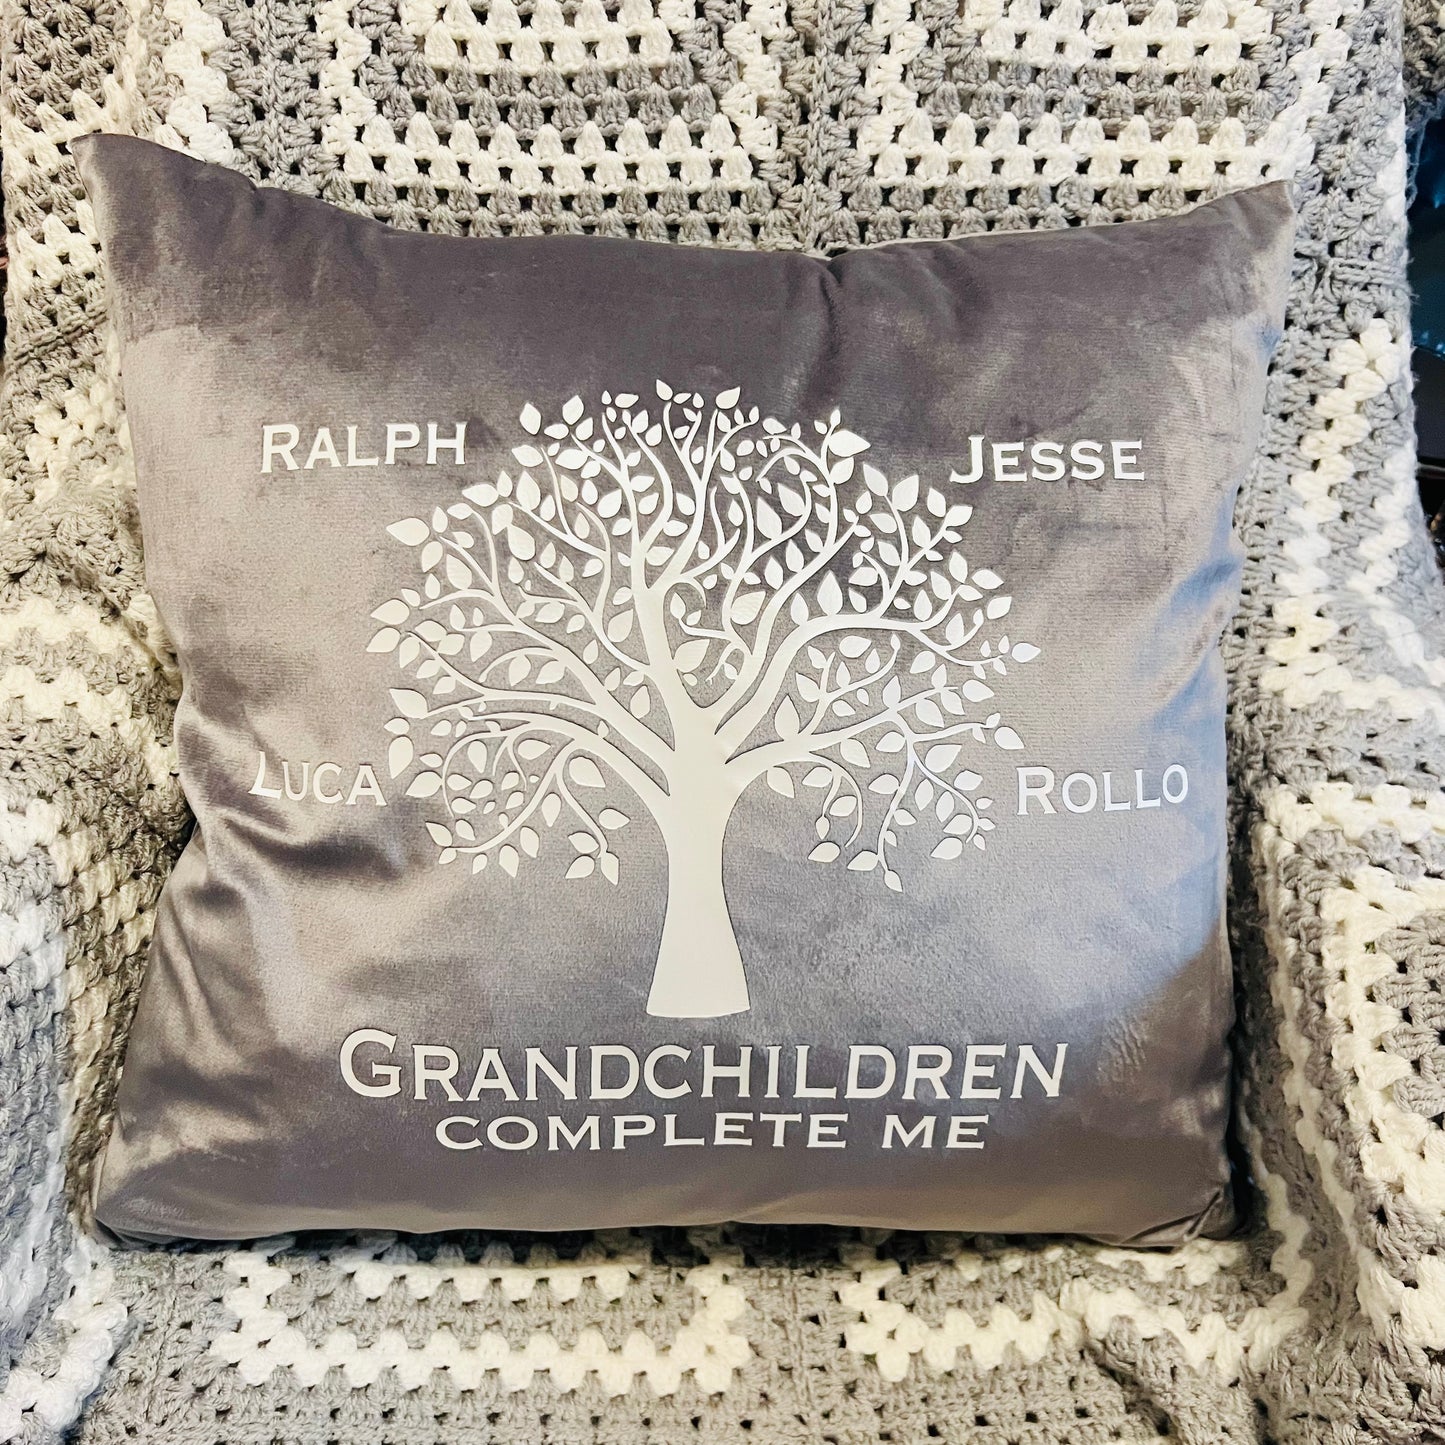 RALPH
JESSE
LUCA
ROLLO
GRANDCHILDREN
COMPLETE ME